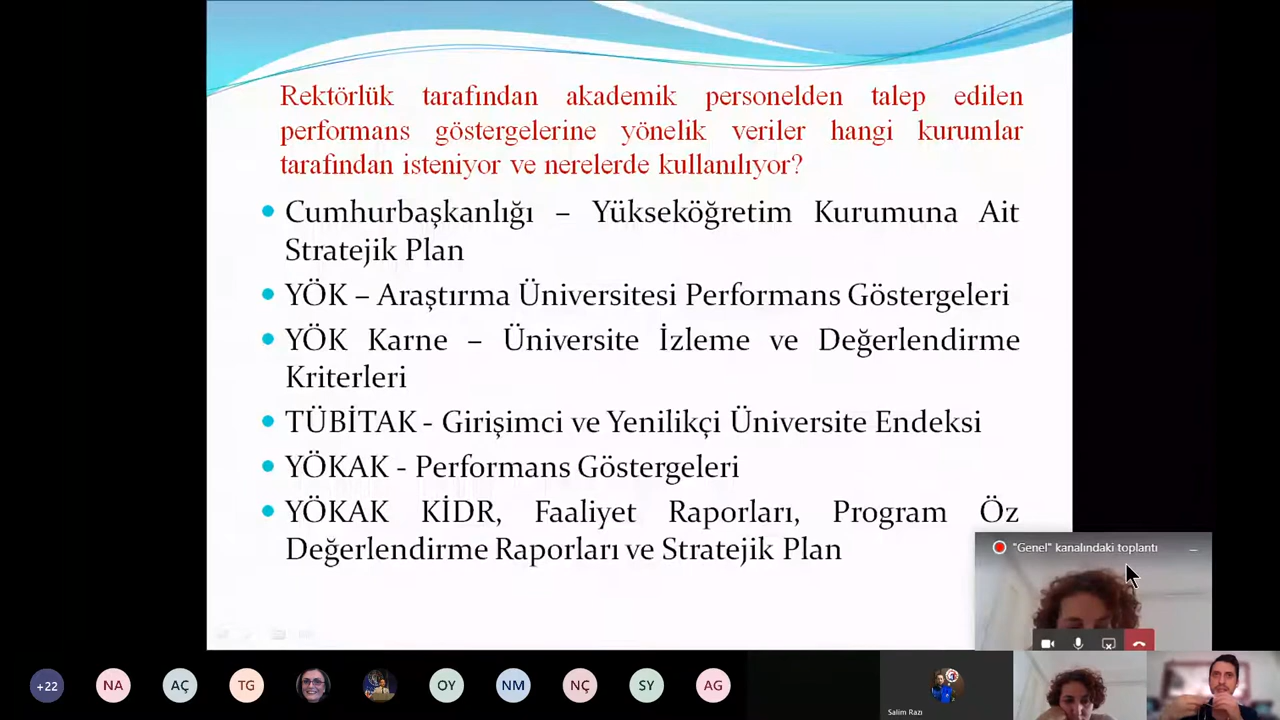 Rektörlük tarafından akademik personelden talep edilen
performans göstergelerine yönelik veriler hangi kurumlar
tarafından isteniyor ve nerelerde kullanılıyor?
Cumhurbaşkanlığı – Yükseköğretim Kurumuna Ait
Stratejik Plan
YÖK – Araştırma Üniversitesi Performans Göstergeleri
YÖK Karne – Üniversite İzleme ve Değerlendirme
Kriterleri
TÜBİTAK - Girişimci ve Yenilikçi Üniversite Endeksi
YÖKAK - Performans Göstergeleri
YÖKAK KİDR, Faaliyet Raporları, Program Öz
Değerlendirme Raporları ve Stratejik Plan
"Genel" kanalındaki toplantı
+22 NA AÇ TG OY NM NÇ SY AG
Salim Razı